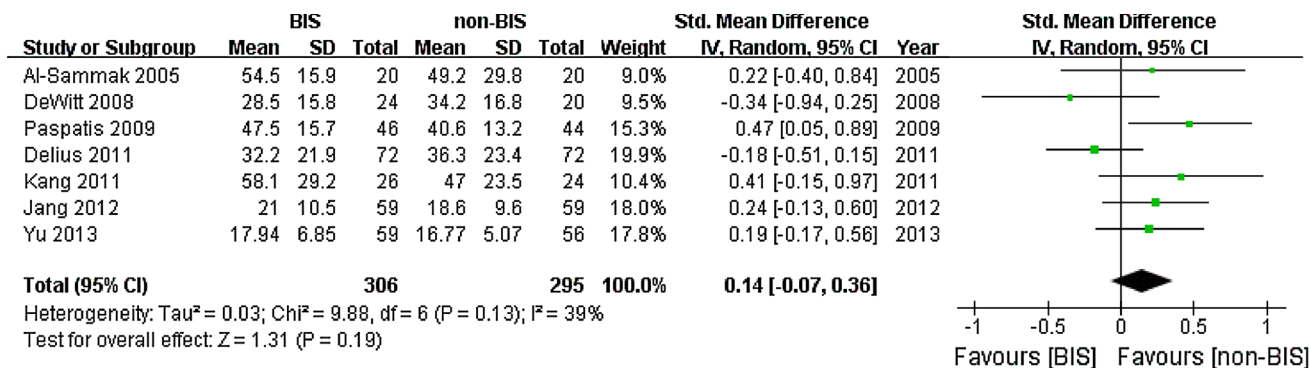 BIS non-BIS Std. Mean Difference Std. Mean Difference
Study or Subgroup Mean SD Total Mean SD Total Weight IV, Random, 95% CI Year IV, Random, 95% CI
Al-Sammak 2005 54.5 15.9 20 49.2 29.8 20 9.0% 0.22 [-0.40, 0.84] 2005
DeWitt 2008 28.5 15.8 24 34.2 16.8 20 9.5% -0.34 [-0.94, 0.25] 2008
Paspatis 2009 47.5 15.7 46 40.6 13.2 44 15.3% 0.47 [0.05, 0.89] 2009
Delius 2011 32.2 21.9 72 36.3 23.4 72 19.9% -0.18 [-0.51, 0.15] 2011
Kang 2011 58.1 29.2 26 47 23.5 24 10.4% 0.41 [-0.15, 0.97] 2011
Jang 2012 21 10.5 59 18.6 9.6 59 18.0% 0.24 [-0.13, 0.60] 2012
Yu 2013 17.94 6.85 59 16.77 5.07 56 17.8% 0.19 [-0.17, 0.56] 2013
Total (95% CI) 306 295 100.0% 0.14 [-0.07, 0.36]
Heterogeneity: Tau² = 0.03; Chi² = 9.88, df = 6 (P = 0.13); I² = 39%
Test for overall effect: Z = 1.31 (P = 0.19)
-1 -0.5 0 0.5 1
Favours [BIS] Favours [non-BIS]